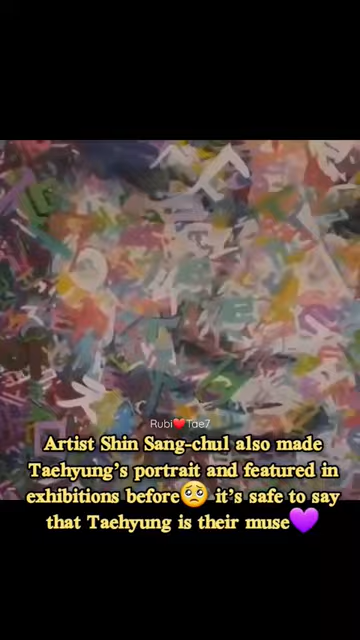 Rubi❤️Tae7
Artist Shin Sang-chul also made
Taehyung's portrait and featured in
exhibitions before🥺 it's safe to say
that Taehyung is their muse💜